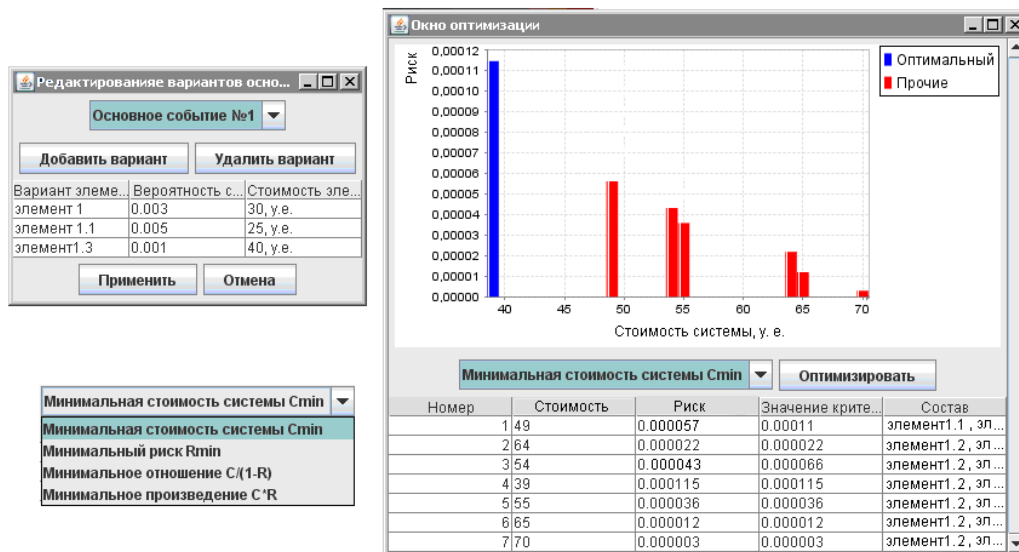 Редактированияе вариантов осно...
Основное событие №1
Добавить вариант Удалить вариант
Вариант элеме... Вероятность с... Стоимость эле...
элемент 1 0.003 30, у.е.
элемент 1.1 0.005 25, у.е.
элемент1.3 0.001 40, у.е.
Применить Отмена
Минимальная стоимость системы Cmin
Минимальная стоимость системы Cmin
Минимальный риск Rmin
Минимальное отношение C/(1-R)
Минимальное произведение C*R
Окно оптимизации
Риск
0,00012
0,00011
0,00010
0,00009
0,00008
0,00007
0,00006
0,00005
0,00004
0,00003
0,00002
0,00001
0,00000
40 45 50 55 60 65 70
Стоимость системы, у. е.
Оптимальный
Прочие
Минимальная стоимость системы Cmin Оптимизировать
Номер Стоимость Риск Значение крите... Состав
1 49 0.000057 0.00011 элемент1.1 , эл...
2 64 0.000022 0.000022 элемент1.2, эл...
3 54 0.000043 0.000066 элемент1.2, эл...
4 39 0.000115 0.000115 элемент1.2, эл...
5 55 0.000036 0.000036 элемент1.2, эл...
6 65 0.000012 0.000012 элемент1.2, эл...
7 70 0.000003 0.000003 элемент1.2, эл...